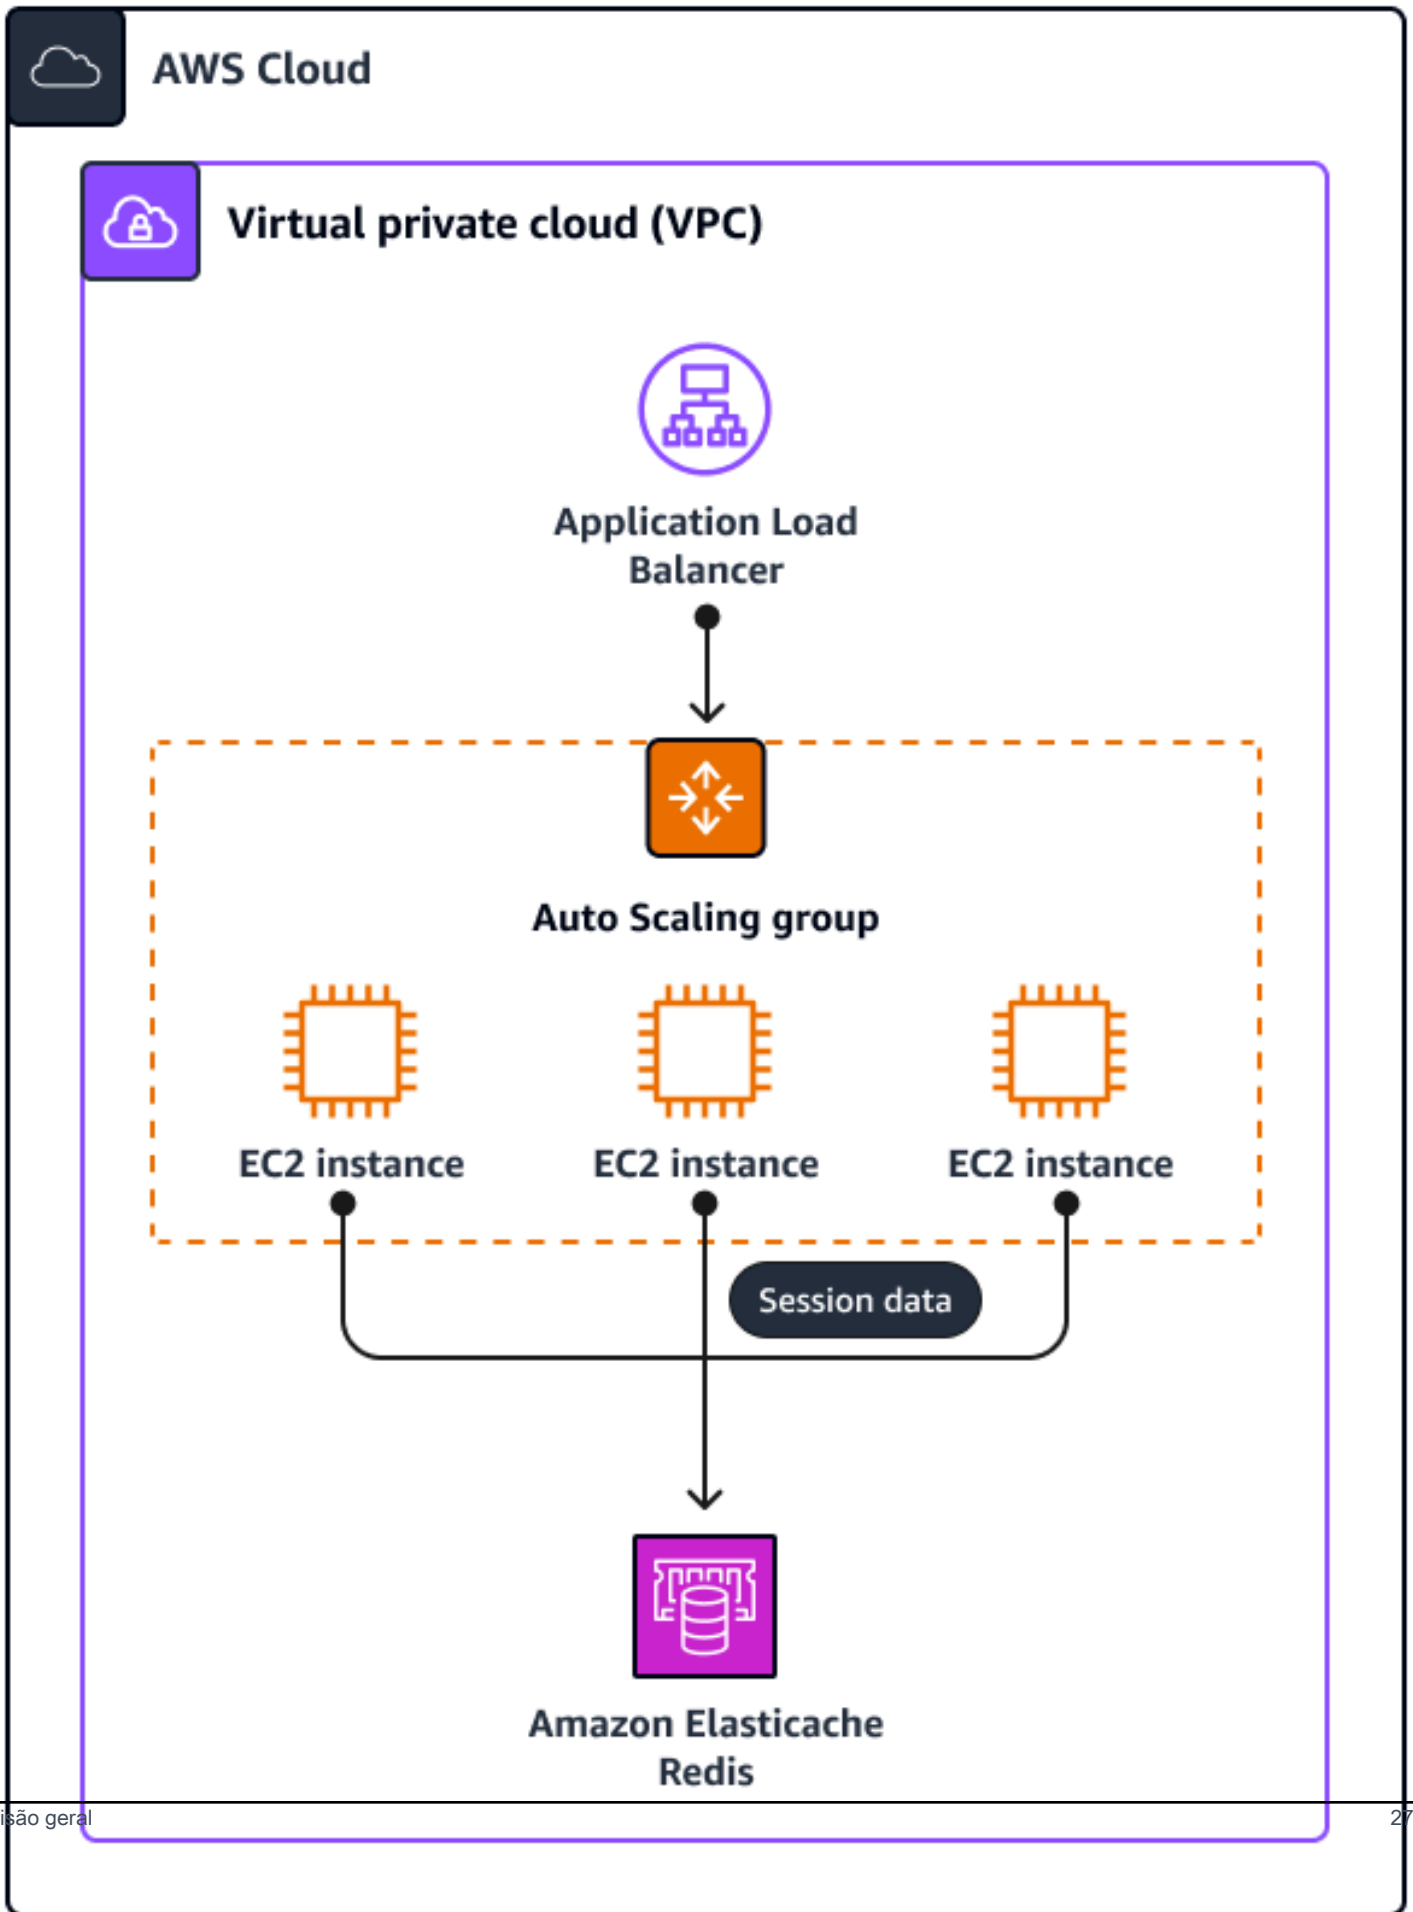 AWS Cloud
Virtual private cloud (VPC)
Application Load
Balancer
Auto Scaling group
EC2 instance EC2 instance EC2 instance
Session data
Amazon Elasticache
Redis
isão geral 27